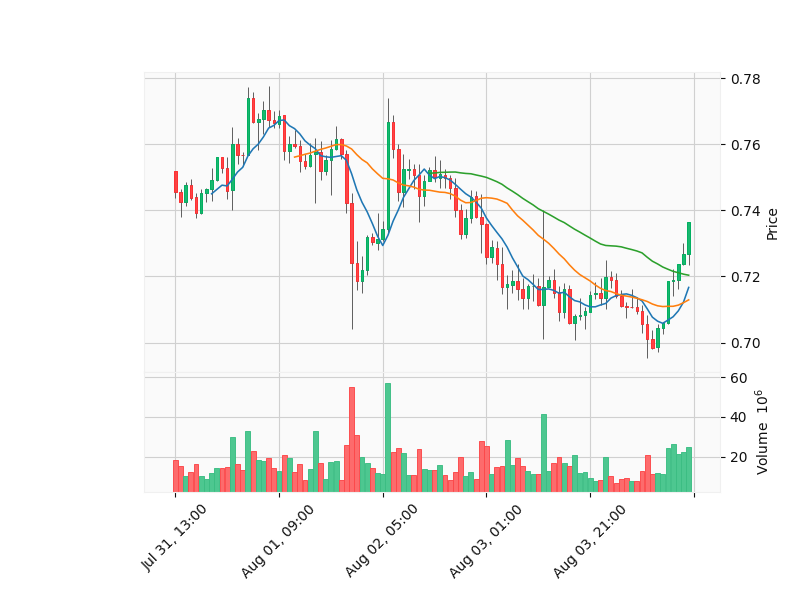 0.78
0.76
0.74
0.72
0.70
Price
60
40
20
Volume 10^6
Jul 31, 13:00
Aug 01, 09:00
Aug 02, 05:00
Aug 03, 01:00
Aug 03, 21:00